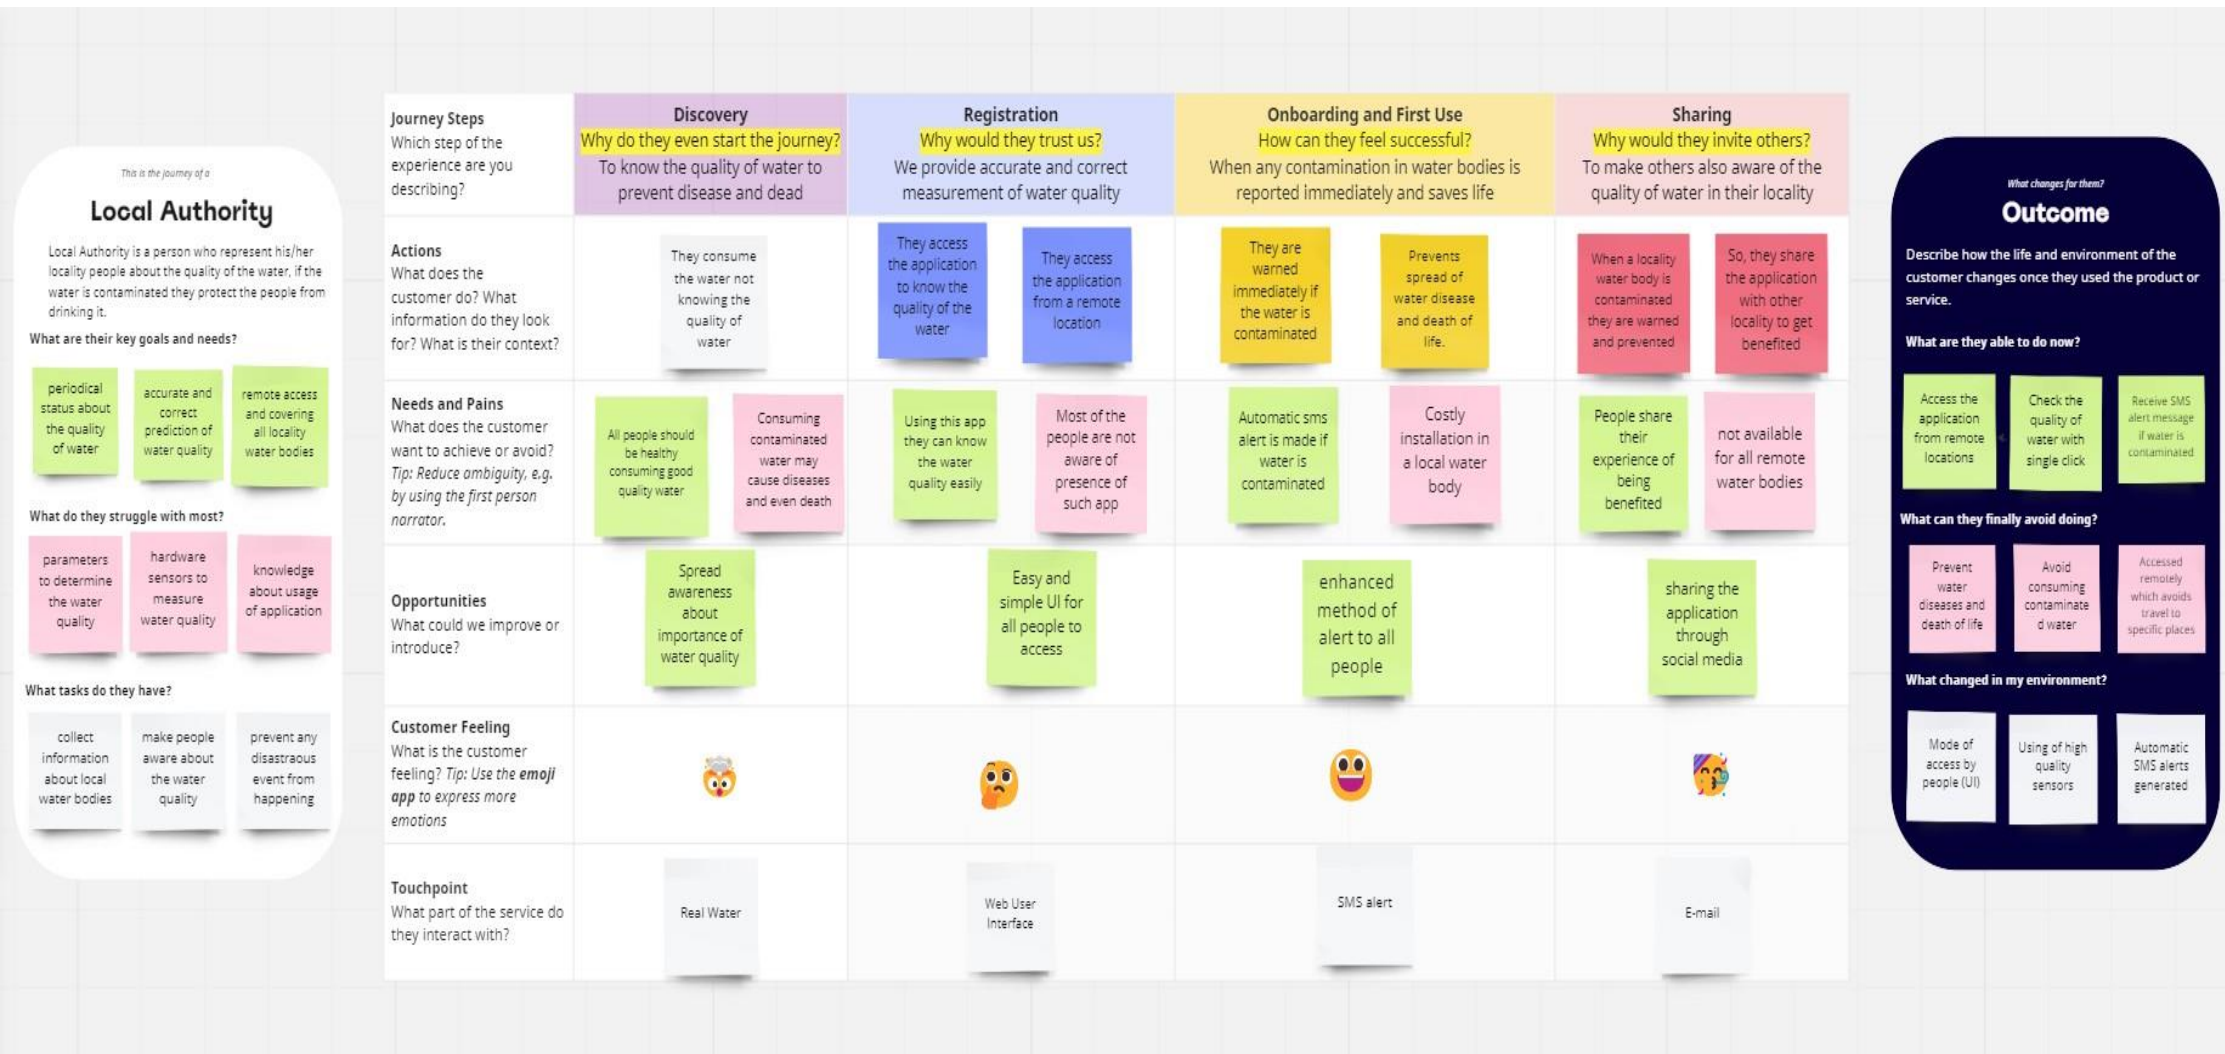 This is the journey of a
Local Authority
Local Authority is a person who represent his/her
locality people about the quality of the water, if the
water is contaminated they protect the people from
drinking it.
What are their key goals and needs?
periodical
status about
the quality
of water
accurate and
correct
prediction of
water quality
remote access
and covering
all locality
water bodies
What do they struggle with most?
parameters
to determine
the water
quality
hardware
sensors to
measure
water quality
knowledge
about usage
of application
What tasks do they have?
collect
information
about local
water bodies
make people
aware about
the water
quality
prevent any
disastraous
event from
happening
Journey Steps
Which step of the
experience are you
describing?
Discovery
Why do they even start the journey?
To know the quality of water to
prevent disease and dead
Registration
Why would they trust us?
We provide accurate and correct
measurement of water quality
Onboarding and First Use
How can they feel successful?
When any contamination in water bodies is
reported immediately and saves life
Sharing
Why would they invite others?
To make others also aware of the
quality of water in their locality
Actions
What does the
customer do? What
information do they look
for? What is their context?
They consume
the water not
knowing the
quality of
water
They access
the application
to know the
quality of the
water
They access
the application
from a remote
location
They are
warned
immediately if
the water is
contaminated
Prevents
spread of
water disease
and death of
life.
When a locality
water body is
contaminated
they are warned
and prevented
So, they share
the application
with other
locality to get
benefited
Needs and Pains
What does the customer
want to achieve or avoid?
Tip: Reduce ambiguity, e.g.
by using the first person
narrator.
All people should
be healthy
consuming good
quality water
Consuming
contaminated
water may
cause diseases
and even death
Using this app
they can know
the water
quality easily
Most of the
people are not
aware of
presence of
such app
Automatic sms
alert is made if
water is
contaminated
Costly
installation in
a local water
body
People share
their
experience of
being
benefited
not available
for all remote
water bodies
Opportunities
What could we improve or
introduce?
Spread
awareness
about
importance of
water quality
Easy and
simple UI for
all people to
access
enhanced
method of
alert to all
people
sharing the
application
through
social media
Customer Feeling
What is the customer
feeling? Tip: Use the emoji
app to express more
emotions
Touchpoint
What part of the service do
they interact with?
Real Water
Web User
Interface
SMS alert
E-mail
What changes for them?
Outcome
Describe how the life and environment of the
customer changes once they used the product or
service.
What are they able to do now?
Access the
application
from remote
locations
Check the
quality of
water with
single click
Receive SMS
alert message
if water is
contaminated
What can they finally avoid doing?
Prevent
water
diseases and
death of life
Avoid
consuming
contaminate
d water
Accessed
remotely
which avoids
travel to
specific places
What changed in my environment?
Mode of
access by
people (UI)
Using of high
quality
sensors
Automatic
SMS alerts
generated